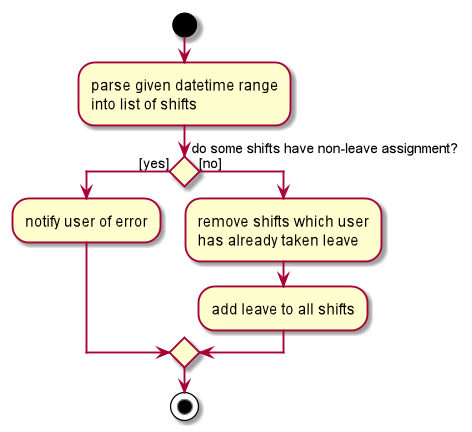 parse given datetime range
into list of shifts
do some shifts have non-leave assignment?
[yes]
[no]
notify user of error
remove shifts which user
has already taken leave
add leave to all shifts